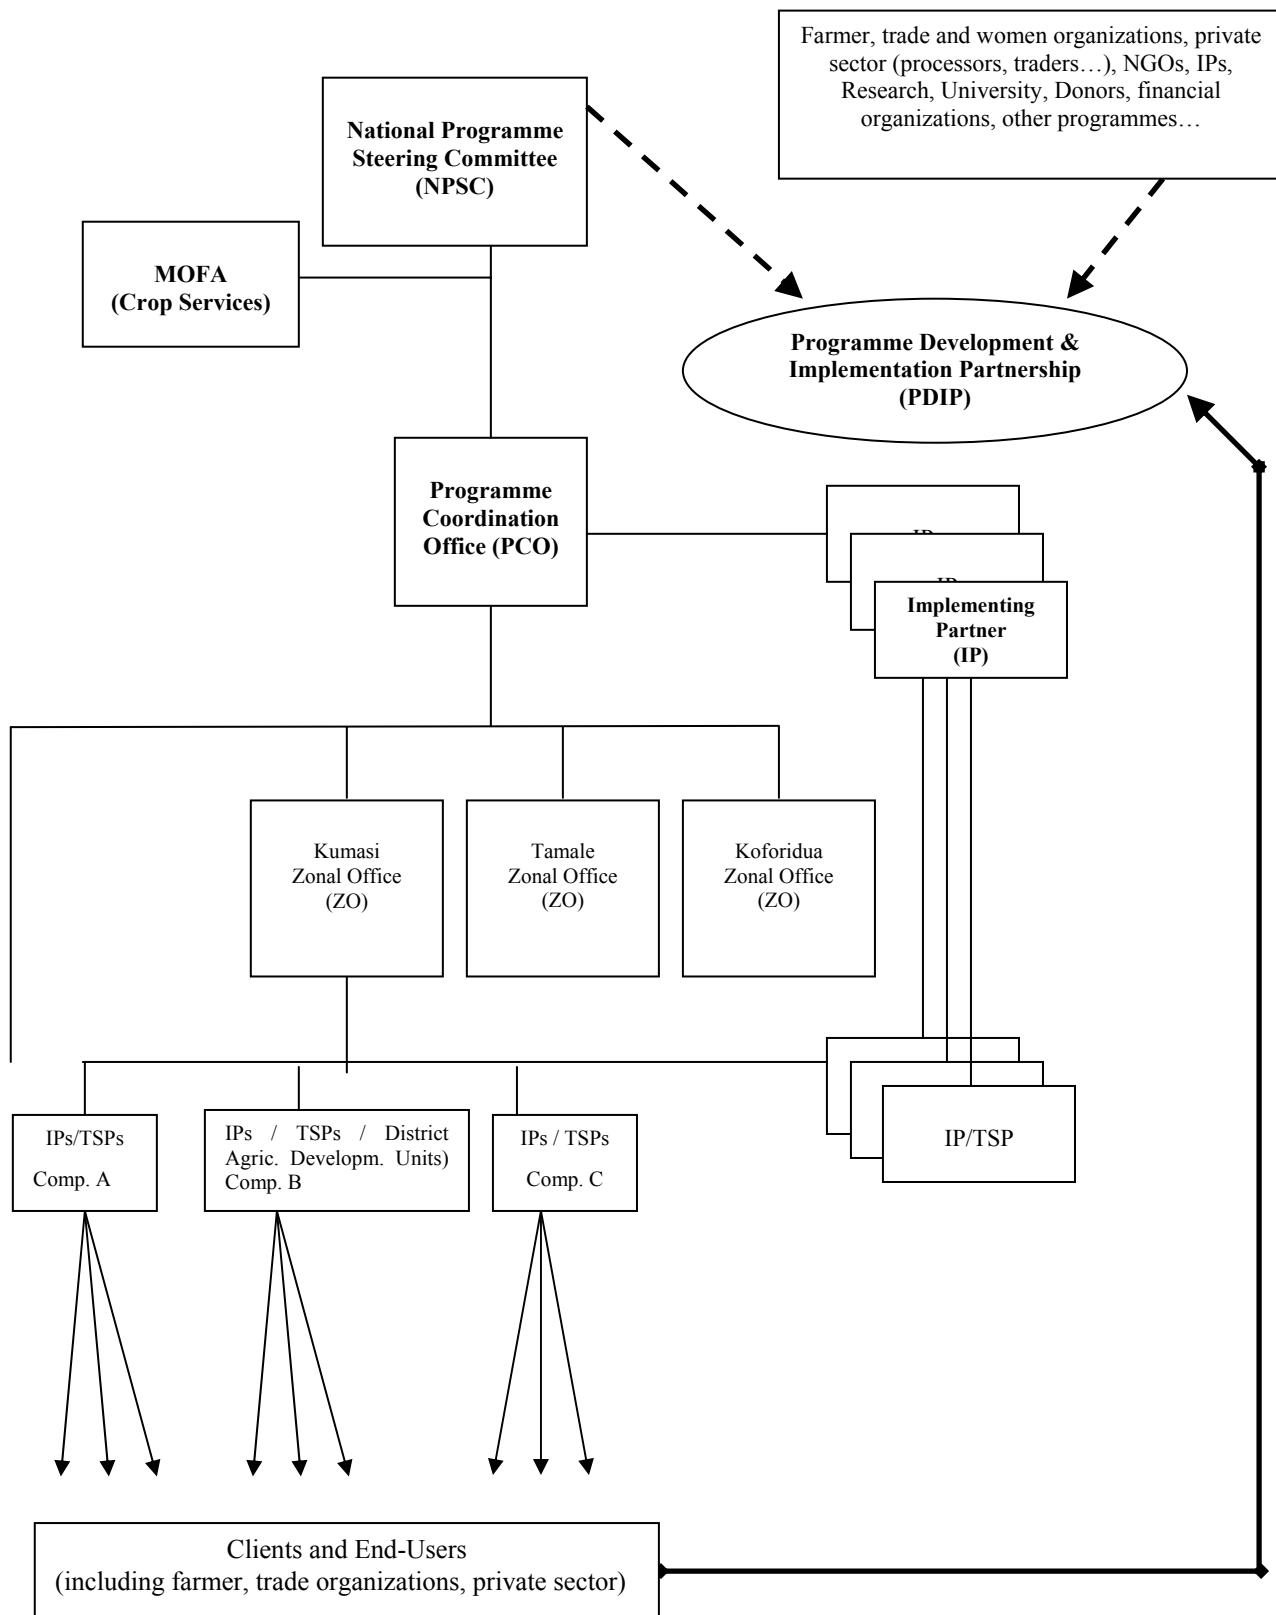 Farmer, trade and women organizations, private
sector (processors, traders…), NGOs, IPs,
Research, University, Donors, financial
organizations, other programmes…
National Programme
Steering Committee
(NPSC)
MOFA
(Crop Services)
Programme Development &
Implementation Partnership
(PDIP)
Programme
Coordination
Office (PCO)
IP
IP
Implementing
Partner
(IP)
Kumasi
Zonal Office
(ZO)
Tamale
Zonal Office
(ZO)
Koforidua
Zonal Office
(ZO)
IPs/TSPs
Comp. A
IPs / TSPs / District
Agric. Developm. Units)
Comp. B
IPs / TSPs
Comp. C
IP/TSP
Clients and End-Users
(including farmer, trade organizations, private sector)